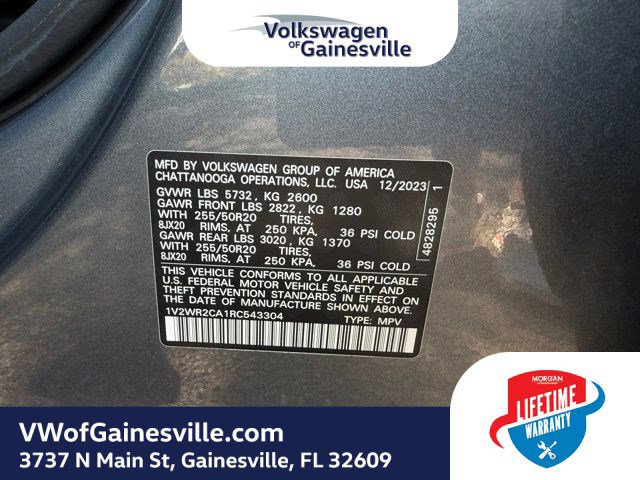 Volkswagen
OF Gainesville
MFD BY VOLKSWAGEN GROUP OF AMERICA
CHATTANOOGA OPERATIONS, LLC. USA 12/2023
GVWR LBS 5732, KG 2600
GAWR FRONT LBS 2822, KG 1280
WITH 255/50R20 TIRES,
8JX20 RIMS, AT 250 KPA. 36 PSI COLD
GAWR REAR LBS 3020, KG 1370
WITH 255/50R20 TIRES,
8JX20 RIMS, AT 250 KPA. 36 PSI COLD
THIS VEHICLE CONFORMS TO ALL APPLICABLE
U.S. FEDERAL MOTOR VEHICLE SAFETY AND
THEFT PREVENTION STANDARDS IN EFFECT ON
THE DATE OF MANUFACTURE SHOWN ABOVE.
1V2WR2CA1RC543304 TYPE: MPV
4828295 1
MORGAN
LIFETIME
WARRANTY
VWofGainesville.com
3737 N Main St, Gainesville, FL 32609